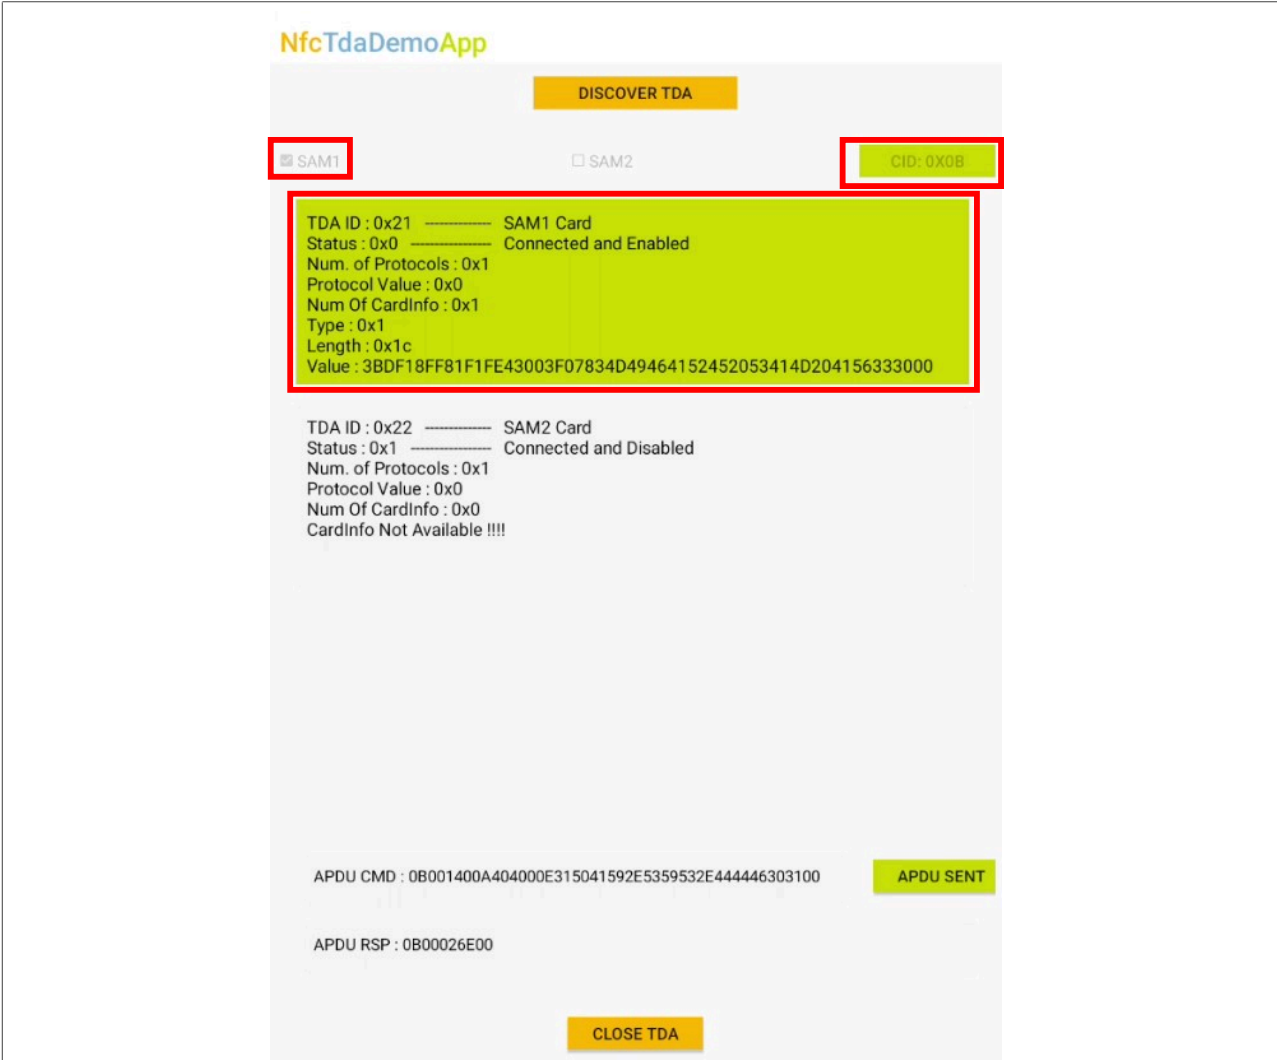 NfcTdaDemoApp
DISCOVER TDA
SAM1
SAM2
CID: 0X0B
TDA ID : 0x21 ------------- SAM1 Card
Status : 0x0 ---------------- Connected and Enabled
Num. of Protocols : 0x1
Protocol Value : 0x0
Num Of CardInfo : 0x1
Type : 0x1
Length : 0x1c
Value : 3BDF18FF81F1FE43003F07834D49464152452053414D204156333000
TDA ID : 0x22 ------------- SAM2 Card
Status : 0x1 ---------------- Connected and Disabled
Num. of Protocols : 0x1
Protocol Value : 0x0
Num Of CardInfo : 0x0
CardInfo Not Available !!!!
APDU CMD : 0B001400A404000E315041592E5359532E444446303100
APDU SENT
APDU RSP : 0B00026E00
CLOSE TDA